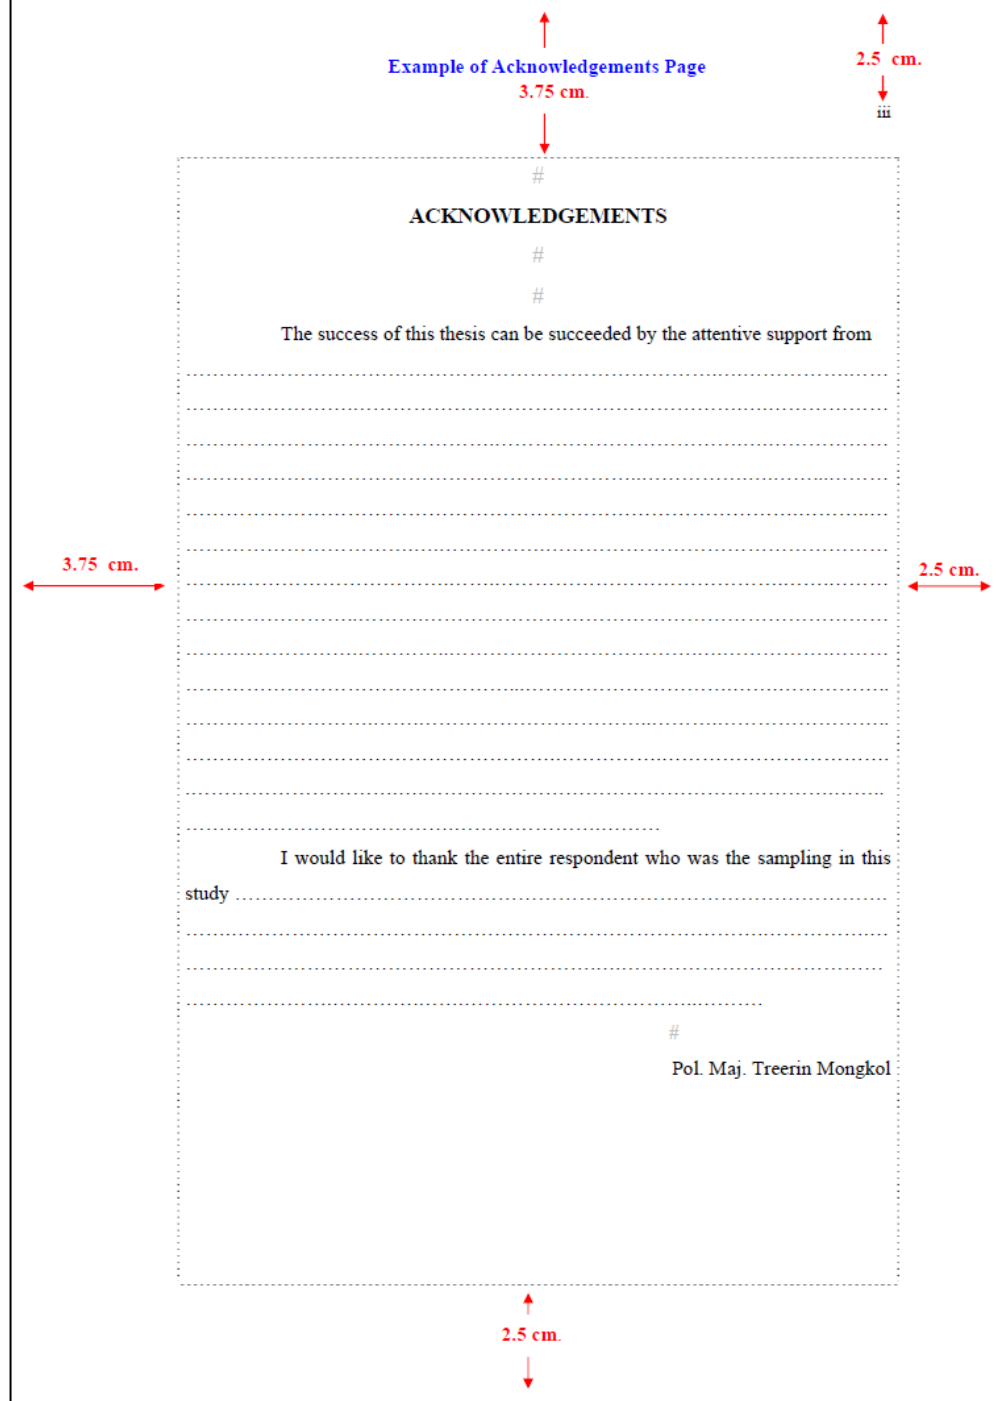 Example of Acknowledgements Page
2.5 cm.
3.75 cm.
iii
#
ACKNOWLEDGEMENTS
#
#
The success of this thesis can be succeeded by the attentive support from
……………………………………………………………………………………………
……………………………………………………………………………………………
……………………………………………………………………………………………
……………………………………………………………………………………………
……………………………………………………………………………………………
……………………………………………………………………………………………
……………………………………………………………………………………………
……………………………………………………………………………………………
……………………………………………………………………………………………
……………………………………………………………………………………………
……………………………………………………………………………………………
……………………………………………………………………………………………
……………………………………………………………………………………………
………………………………………………………………
3.75 cm.
2.5 cm.
I would like to thank the entire respondent who was the sampling in this
study ………………………………………………………………………………………
……………………………………………………………………………………………
……………………………………………………………………………………………
……………………………………………………………………………
#
Pol. Maj. Treerin Mongkol
2.5 cm.